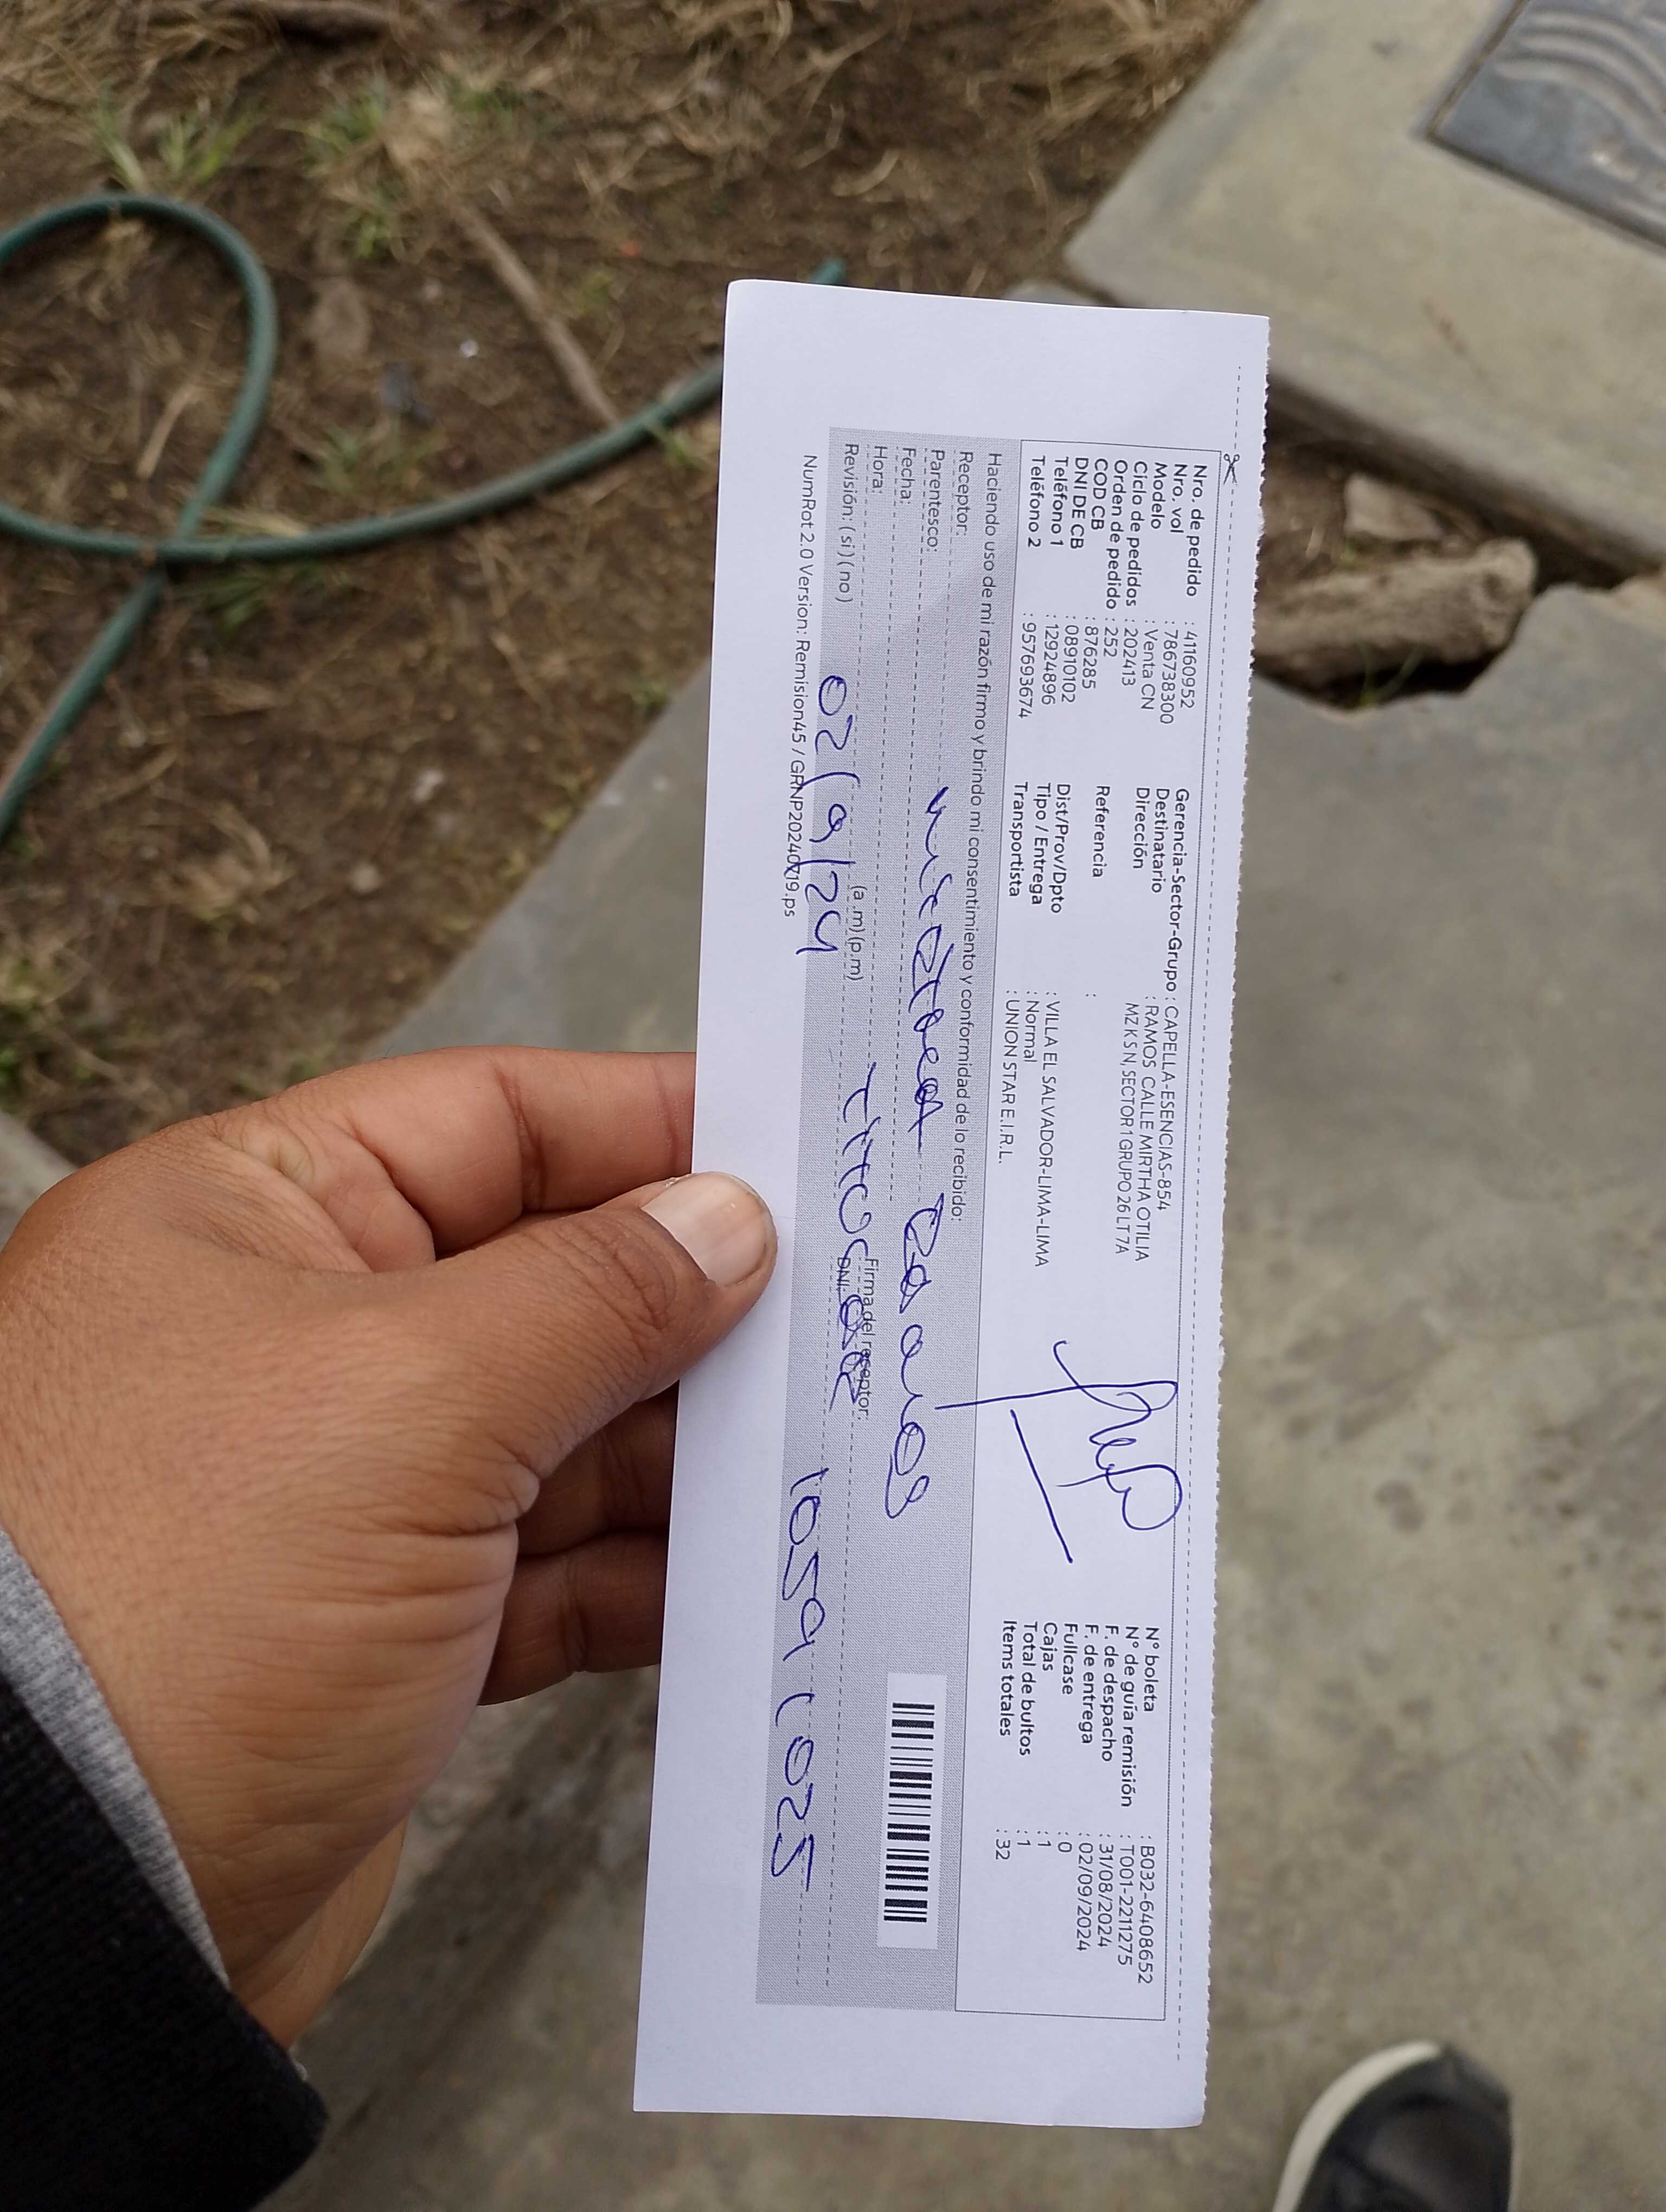 Nro. de pedido : 41160952
Nro. vol : 786738300
Modelo : Venta CN
Ciclo de pedidos : 202413
Orden de pedido : 252
COD CB : 876285
DNI DE CB : 08910102
Teléfono 1 : 12924896
Teléfono 2 : 957693674
Gerencia-Sector-Grupo : CAPELLA-ESENCIAS-854
Destinatario : RAMOS CALLE MIRTHA OTILIA
Dirección MZ K S N, SECTOR 1 GRUPO 26 LT 7A
Referencia :
Dist/Prov/Dpto : VILLA EL SALVADOR-LIMA-LIMA
Tipo / Entrega : Normal
Transportista : UNION STAR E.I.R.L.
N° boleta : B032-6408652
N° de guía remisión : T001-2211275
F. de despacho : 31/08/2024
F. de entrega : 02/09/2024
Fullcase : 0
Cajas : 1
Total de bultos : 1
Items totales : 32
Haciendo uso de mi razón firmo y brindo mi consentimiento y conformidad de lo recibido:
Receptor:
Parentesco:
Fecha:
Hora: (a.m) (p.m) Firma del receptor:
Revisión: (si) (no) DNI:
02/9/24 10591025
NumRot 2.0 Version: Remision45 / GRNP20240719.ps